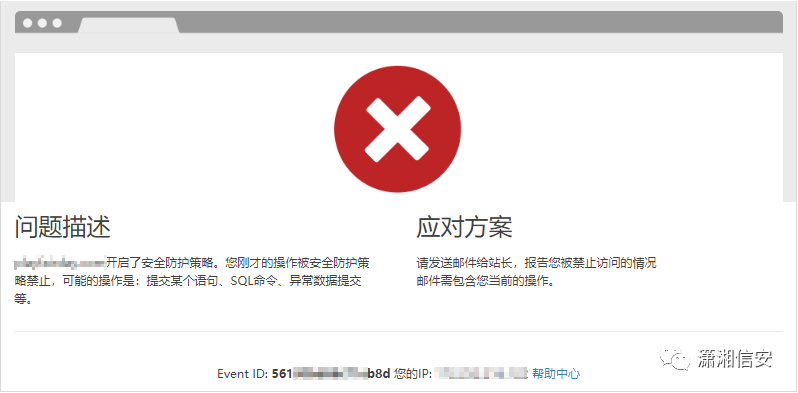 问题描述
开启了安全防护策略。您刚才的操作被安全防护策
略禁止，可能的操作是：提交某个语句、SQL命令、异常数据提交
等。
应对方案
请发送邮件给站长，报告您被禁止访问的情况
邮件需包含您当前的操作。
Event ID: 561 b8d 您的IP: 帮助中心
潇湘信安